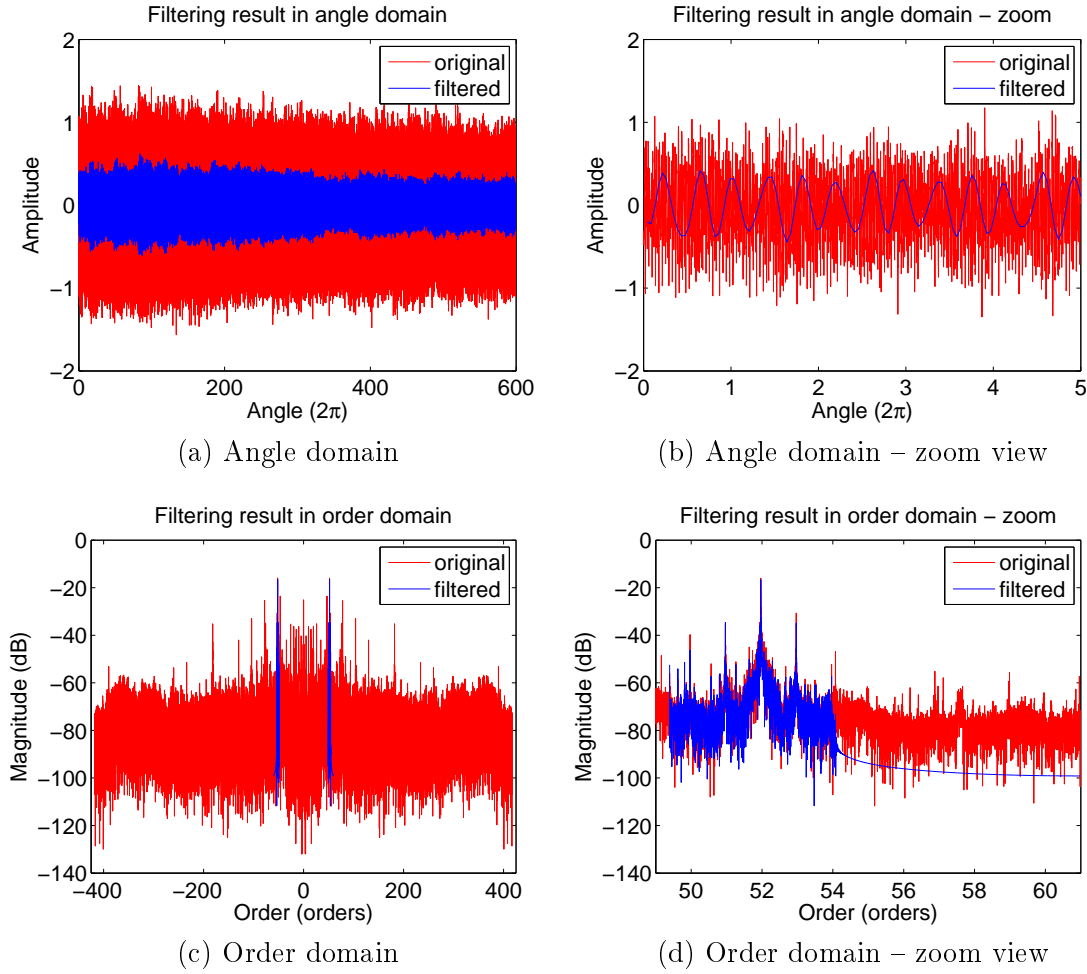 Filtering result in angle domain
2
1
0
−1
−2
Amplitude
original
filtered
0
200
400
600
Angle (2π)
(a) Angle domain
Filtering result in angle domain − zoom
2
1
0
−1
−2
Amplitude
original
filtered
0
1
2
3
4
5
Angle (2π)
(b) Angle domain – zoom view
Filtering result in order domain
0
−20
−40
−60
−80
−100
−120
−140
Magnitude (dB)
original
filtered
−400
−200
0
200
400
Order (orders)
(c) Order domain
Filtering result in order domain − zoom
0
−20
−40
−60
−80
−100
−120
−140
Magnitude (dB)
original
filtered
50
52
54
56
58
60
Order (orders)
(d) Order domain – zoom view